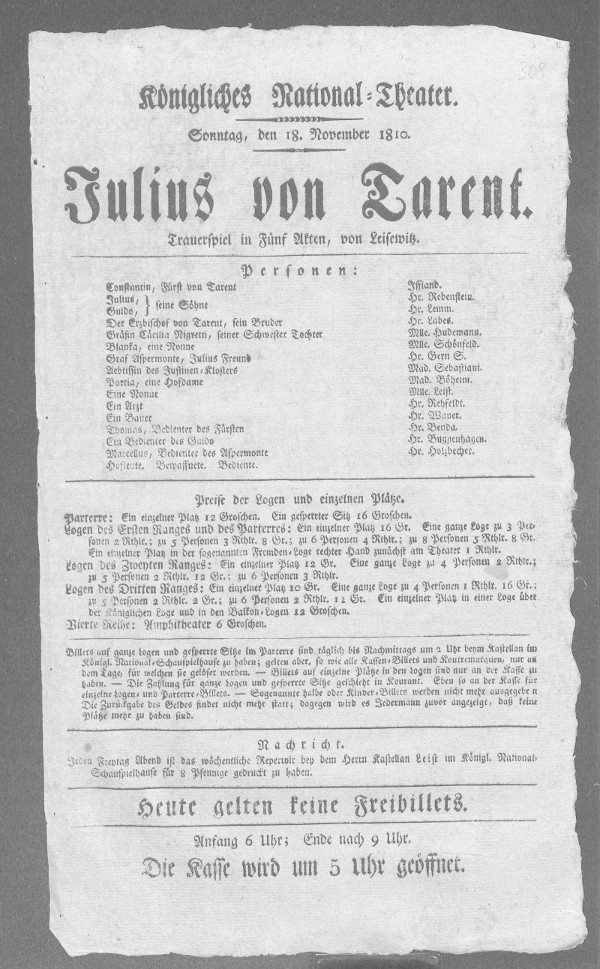 308
Königliches National-Theater.
Sonntag, den 18. November 1810.
Julius von Tarent.
Trauerspiel in Fünf Akten, von Leisewitz.
Personen:
Constantin, Fürst von Tarent Iffland.
Julius, } seine Söhne Hr. Rebenstein.
Guido, Hr. Lemm.
Der Erzbischof von Tarent, sein Bruder Hr. Labes.
Gräfin Cäcilia Nigretti, seiner Schwester Tochter Mlle. Hudemann.
Blanka, eine Nonne Mlle. Schönfeld.
Graf Aspermonte, Julius Freund Hr. Gern S.
Aebtissin des Justinen-Klosters Mad. Sebastiani.
Portia, eine Hofdame Mad. Böheim.
Eine Nonne Mlle. Leist.
Ein Arzt Hr. Rehfeldt.
Ein Bauer Hr. Wauer.
Thomas, Bedienter des Fürsten Hr. Benda.
Ein Bedienter des Guido Hr. Buggenhagen.
Marcellus, Bedienter des Aspermonte Hr. Holzbecher.
Hofleute. Bewaffnete. Bediente.
Preise der Logen und einzelnen Plätze.
Parterre: Ein einzelner Platz 12 Groschen. Ein gesperrter Sitz 16 Groschen.
Logen des Ersten Ranges und des Parterres: Ein einzelner Platz 16 Gr. Eine ganze Loge zu 3 Per-
sonen 2 Rthlr.; zu 5 Personen 3 Rthlr. 8 Gr.; zu 6 Personen 4 Rthlr.; zu 8 Personen 5 Rthlr. 8 Gr.
Ein einzelner Platz in der sogenannten Fremden-Loge rechter Hand zunächst am Theater 1 Rthlr.
Logen des Zweyten Ranges: Ein einzelner Platz 12 Gr. Eine ganze Loge zu 4 Personen 2 Rthlr.;
zu 5 Personen 2 Rthlr. 12 Gr.; zu 6 Personen 3 Rthlr.
Logen des Dritten Ranges: Ein einzelner Platz 10 Gr. Eine ganze Loge zu 4 Personen 1 Rthlr. 16 Gr.;
zu 5 Personen 2 Rthlr. 2 Gr.; zu 6 Personen 2 Rthlr. 12 Gr. Ein einzelner Platz in einer Loge über
der Königlichen Loge und in den Balkon-Logen 12 Groschen.
Vierte Reihe: Amphitheater 6 Groschen.
Billets auf ganze Logen und gesperrte Sitze im Parterre sind täglich bis Nachmittags um 2 Uhr beym Kastellan im
Königl. National-Schauspielhause zu haben; gelten aber, so wie alle Kassen-Billets und Kontremarquen, nur an
dem Tage, für welchen sie gelöset werden. — Billets auf einzelne Plätze in den Logen sind nur an der Kasse zu
haben. — Die Zahlung für ganze Logen und gesperrte Sitze geschieht in Kourant. Eben so an der Kasse für
einzelne Logen- und Parterre-Billets. — Sogenannte halbe oder Kinder-Billets werden nicht mehr ausgegeben
Die Zurückgabe des Geldes findet nicht mehr statt; dagegen wird es Jedermann zuvor angezeigt, daß keine
Plätze mehr zu haben sind.
Nachricht.
Jeden Freytag Abend ist das wöchentliche Repertoir bey dem Herrn Kastellan Leist im Königl. National-
Schauspielhause für 8 Pfennige gedruckt zu haben.
Heute gelten keine Freibillets.
Anfang 6 Uhr; Ende nach 9 Uhr.
Die Kasse wird um 5 Uhr geöffnet.